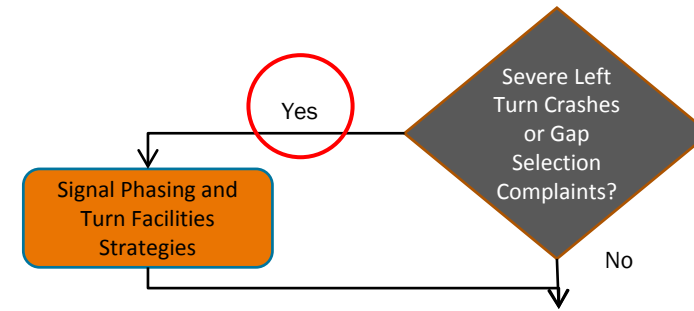 Severe Left
Turn Crashes
or Gap
Selection
Complaints?
Yes
Signal Phasing and
Turn Facilities
Strategies
No